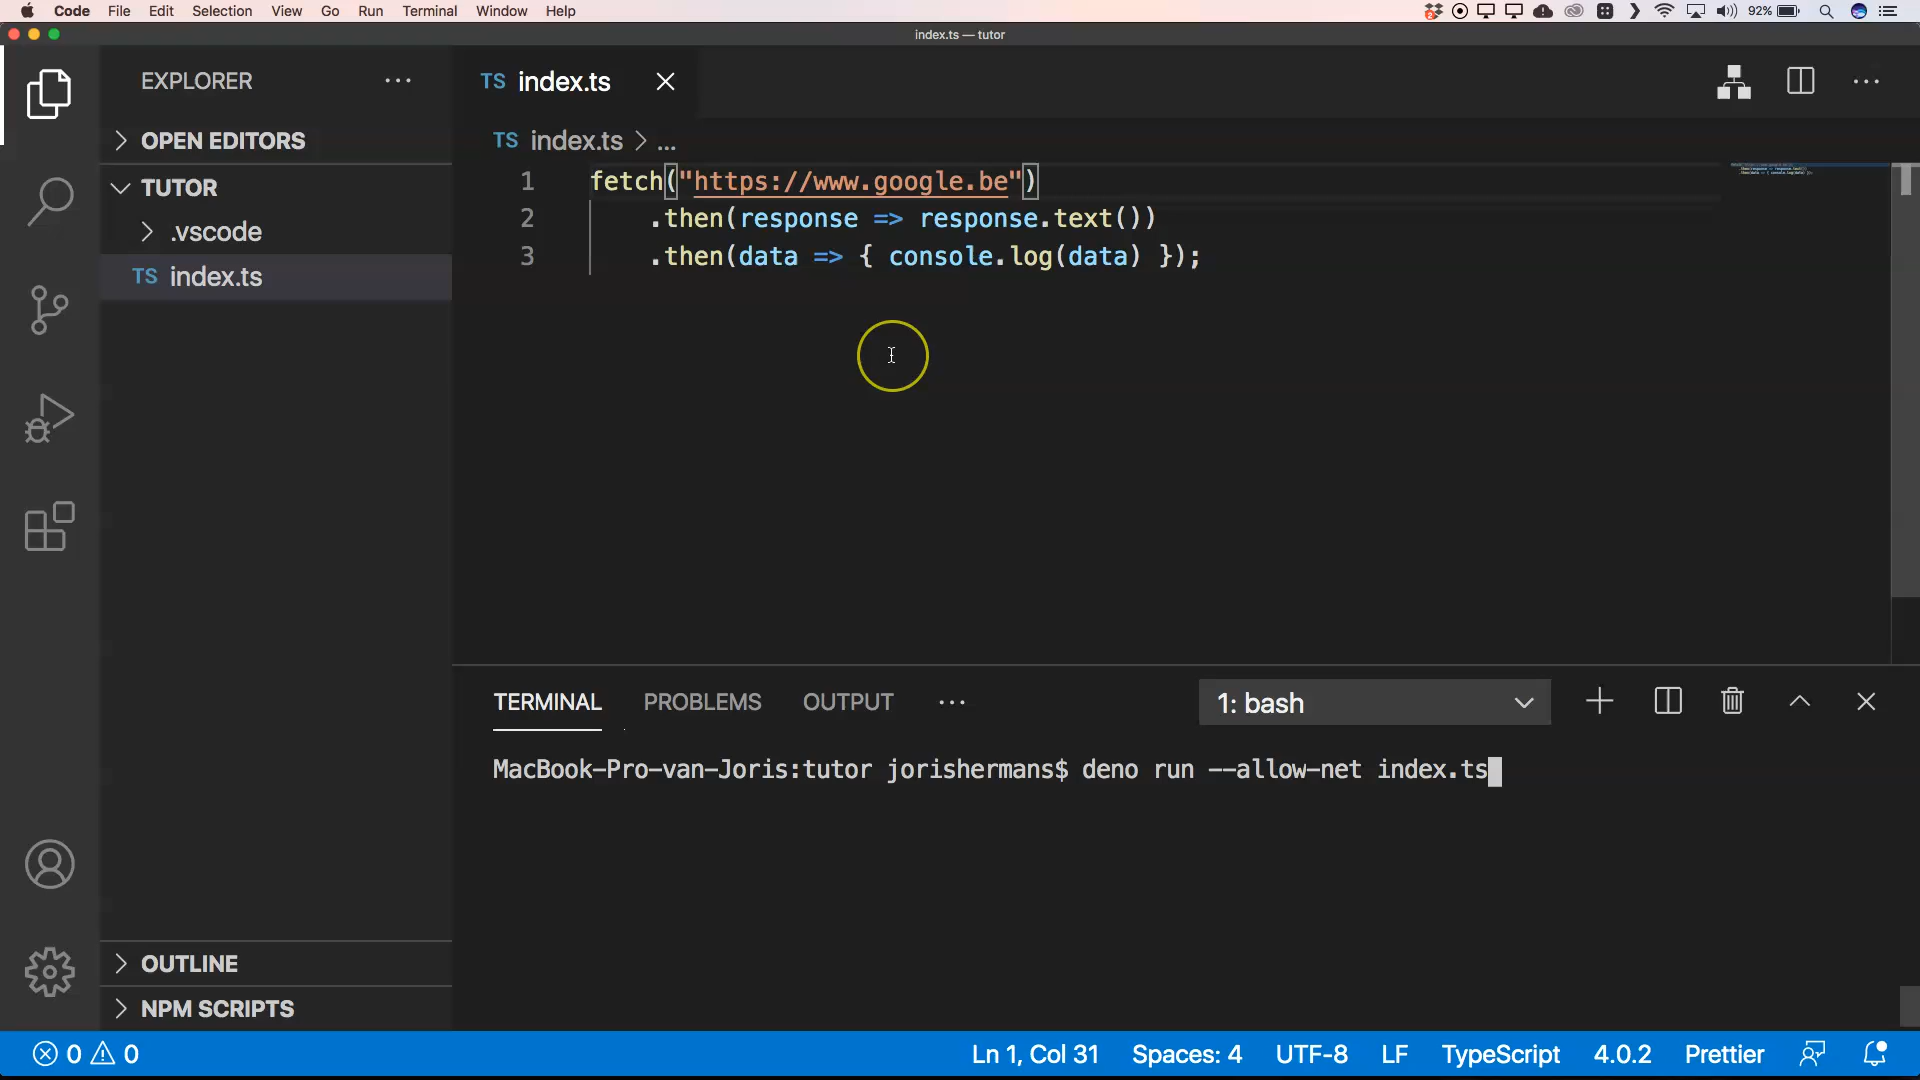 Code File Edit Selection View Go Run Terminal Window Help 92%
index.ts — tutor
EXPLORER
TS index.ts
OPEN EDITORS
TS index.ts > ...
TUTOR
.vscode
TS index.ts
1 fetch("https://www.google.be")
2 .then(response => response.text())
3 .then(data => { console.log(data) });
TERMINAL PROBLEMS OUTPUT ... 1: bash
MacBook-Pro-van-Joris:tutor jorishermans$ deno run --allow-net index.ts
OUTLINE
NPM SCRIPTS
0 0 Ln 1, Col 31 Spaces: 4 UTF-8 LF TypeScript 4.0.2 Prettier